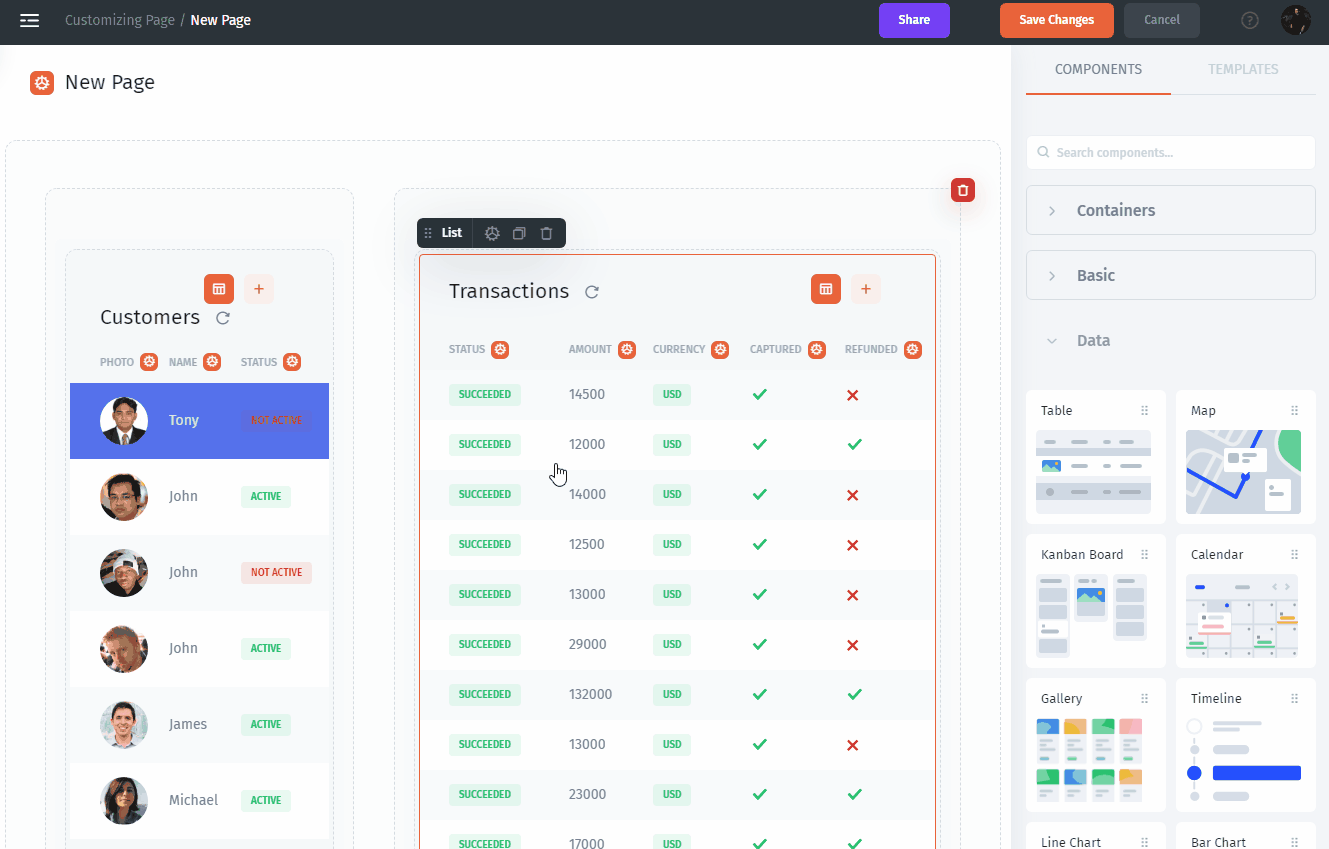 Customizing Page / New Page
Share
Save Changes
Cancel
?
New Page
COMPONENTS
TEMPLATES
Search components...
Containers
Basic
Data
Table
Map
Kanban Board
Calendar
Gallery
Timeline
Line Chart
Bar Chart
Customers
+
PHOTO NAME STATUS
Tony NOT ACTIVE
John ACTIVE
John NOT ACTIVE
John ACTIVE
James ACTIVE
Michael ACTIVE
List
Transactions
+
STATUS AMOUNT CURRENCY CAPTURED REFUNDED
SUCCEEDED 14500 USD
SUCCEEDED 12000 USD
SUCCEEDED 14000 USD
SUCCEEDED 12500 USD
SUCCEEDED 13000 USD
SUCCEEDED 29000 USD
SUCCEEDED 132000 USD
SUCCEEDED 13000 USD
SUCCEEDED 23000 USD
SUCCEEDED 17000 USD